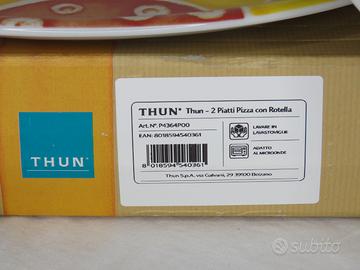 THUN® Thun - 2 Piatti Pizza con Rotella
Art. N°. P4364P00
EAN: 8018594540361
LAVARE IN
LAVASTOVIGLIE
8 018594 540361
ADATTO
AL MICROONDE
Thun S.p.A. via Galvani, 29 39100 Bolzano
THUN
subito